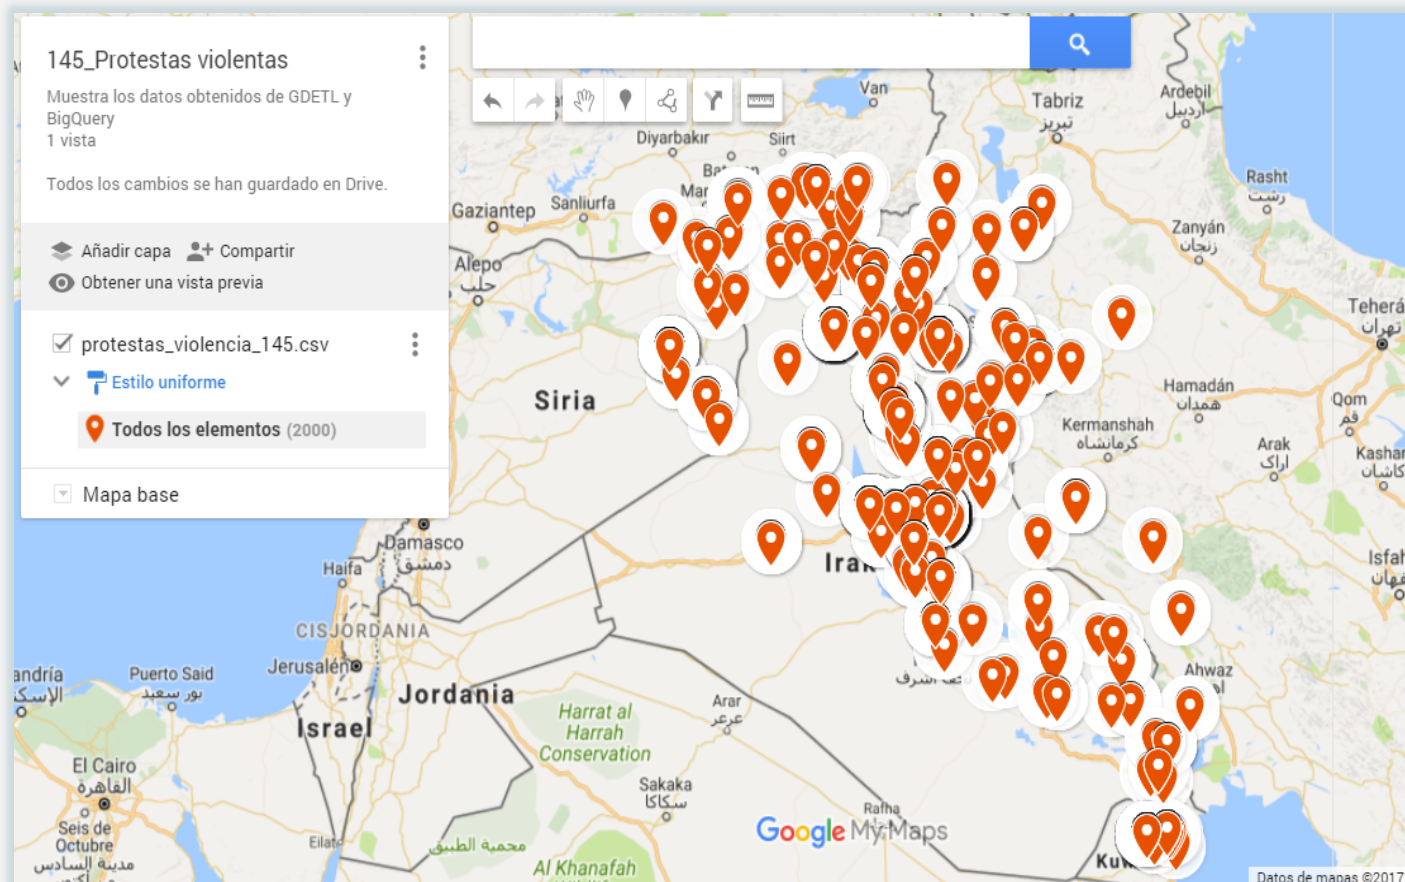 145_Protestas violentas
Muestra los datos obtenidos de GDETL y
BigQuery
1 vista
Todos los cambios se han guardado en Drive.
Añadir capa
Compartir
Obtener una vista previa
protestas_violencia_145.csv
Estilo uniforme
Todos los elementos (2000)
Mapa base
Van
Tabriz
تبریز
Ardebil
اردبیل
Diyarbakır
Siirt
Rasht
رشت
Gaziantep
Sanliurfa
Zanyán
زنجان
Alepo
حلب
Teherá
تهران
Siria
Hamadán
همدان
Qom
قم
Kermanshah
کرمانشاه
Arak
اراک
Kashar
کاشان
Damasco
دمشق
Haifa
Irak
Isfah
CISJORDANIA
Jerusalén
Puerto Said
بور سعيد
andría
Ahwaz
Jordania
Arar
عرعر
Israel
Harrat al
Harrah
Conservation
El Cairo
القاهرة
Sakaka
سكاكا
Rafha
Google My Maps
Seis de
Octubre
مدينة السادس
Eilat
محمية الطبيق
Al Khanafah
Kuw
Datos de mapas ©2017